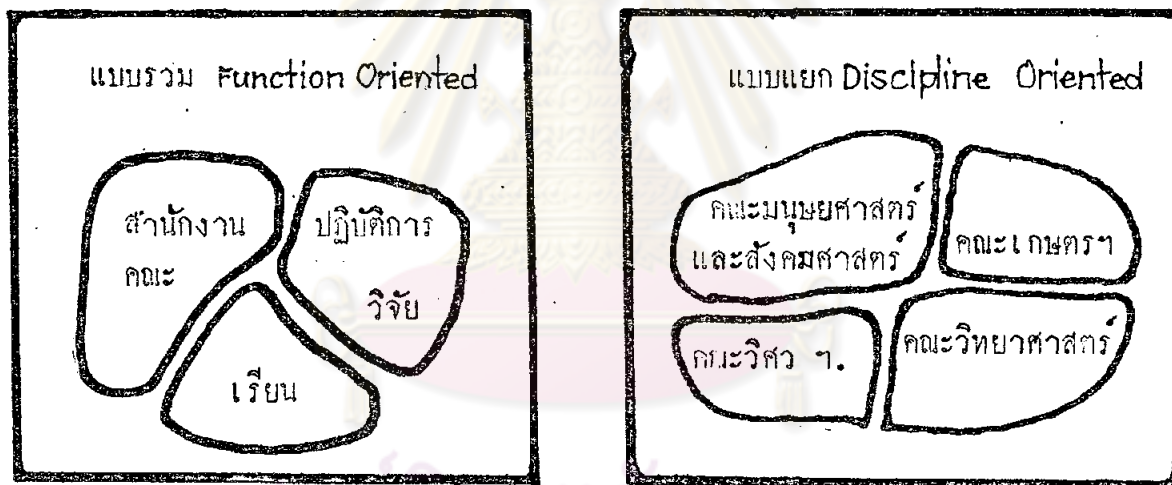 แบบรวม Function Oriented
สำนักงาน
คณะ
ปฏิบัติการ
วิจัย
เรียน
แบบแยก Discipline Oriented
คณะมนุษยศาสตร์
และสังคมศาสตร์
คณะเกษตรฯ
คณะวิศว ฯ.
คณะวิทยาศาสตร์